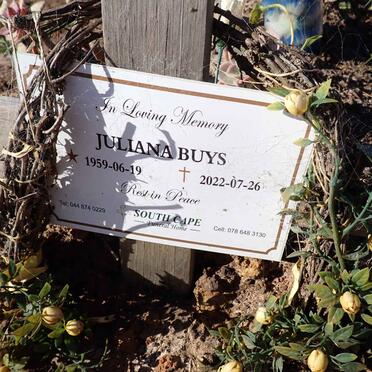 In Loving Memory
JULIANA BUYS
1959-06-19 2022-07-26
Rest in Peace
Tel: 044 874 0229 SOUTH CAPE Cell: 078 648 3130
Funeral Home